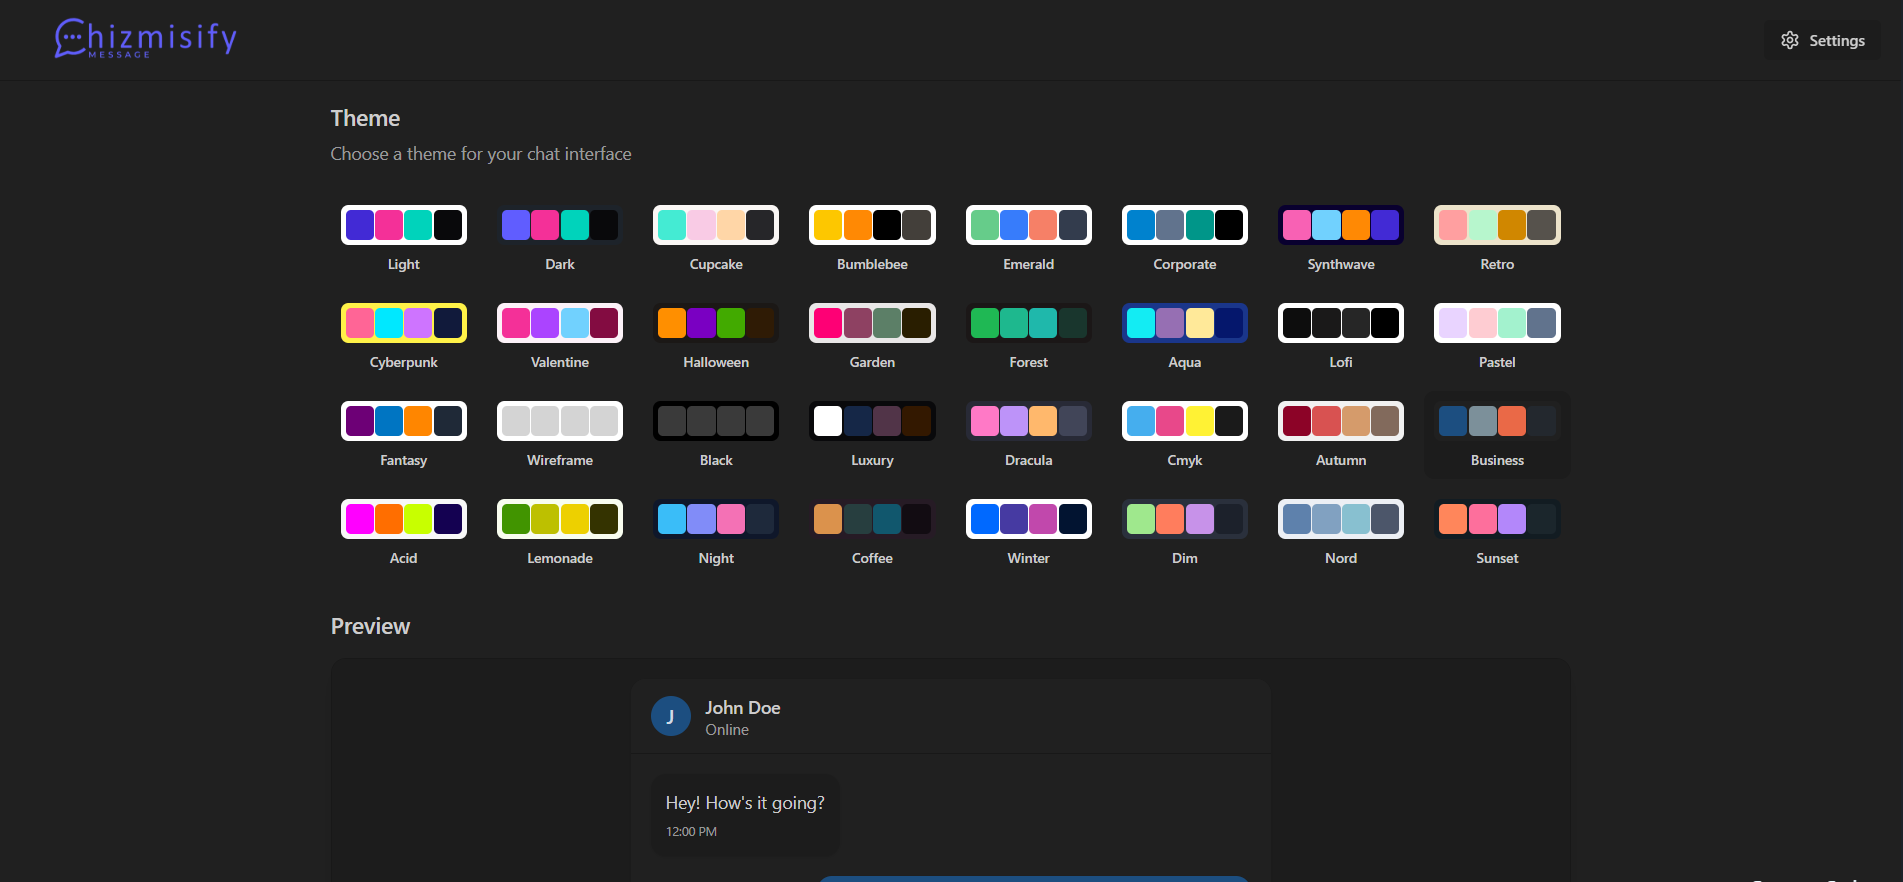 Chizmisify
MESSAGE
Settings
Theme
Choose a theme for your chat interface
Light Dark Cupcake Bumblebee Emerald Corporate Synthwave Retro
Cyberpunk Valentine Halloween Garden Forest Aqua Lofi Pastel
Fantasy Wireframe Black Luxury Dracula Cmyk Autumn Business
Acid Lemonade Night Coffee Winter Dim Nord Sunset
Preview
J
John Doe
Online
Hey! How's it going?
12:00 PM